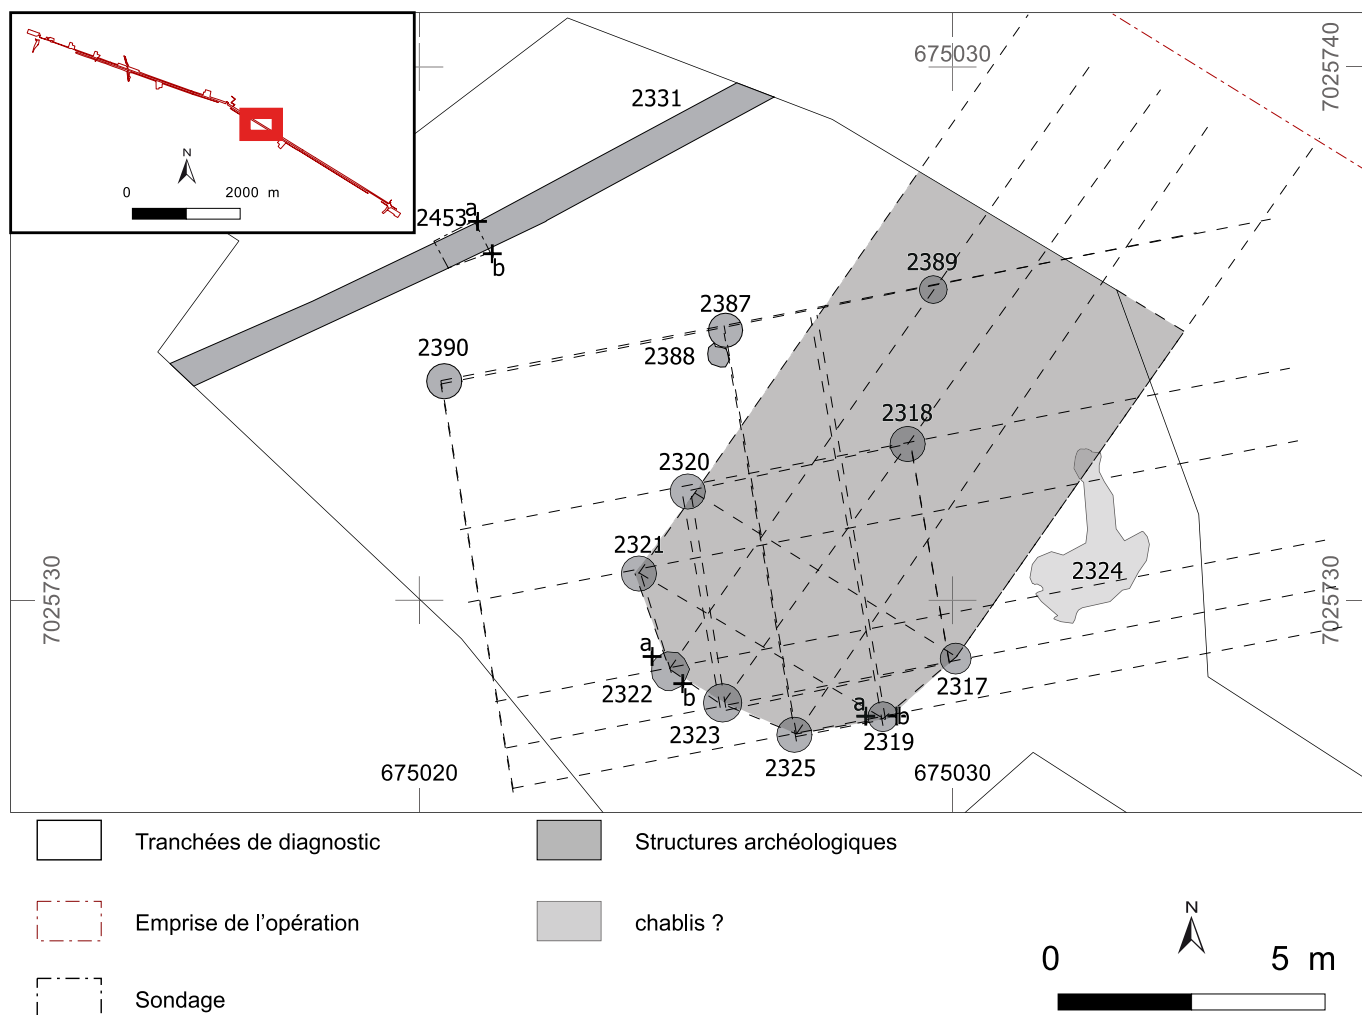 N
0 2000 m
675030
7025740
2331
2453
a
b
2389
2387
2388
2390
2318
2320
2321
7025730
7025730
2324
a
2322
b
2323
2325
a
b
2319
2317
675020
675030
Tranchées de diagnostic
Structures archéologiques
Emprise de l’opération
chablis ?
Sondage
N
0 5 m